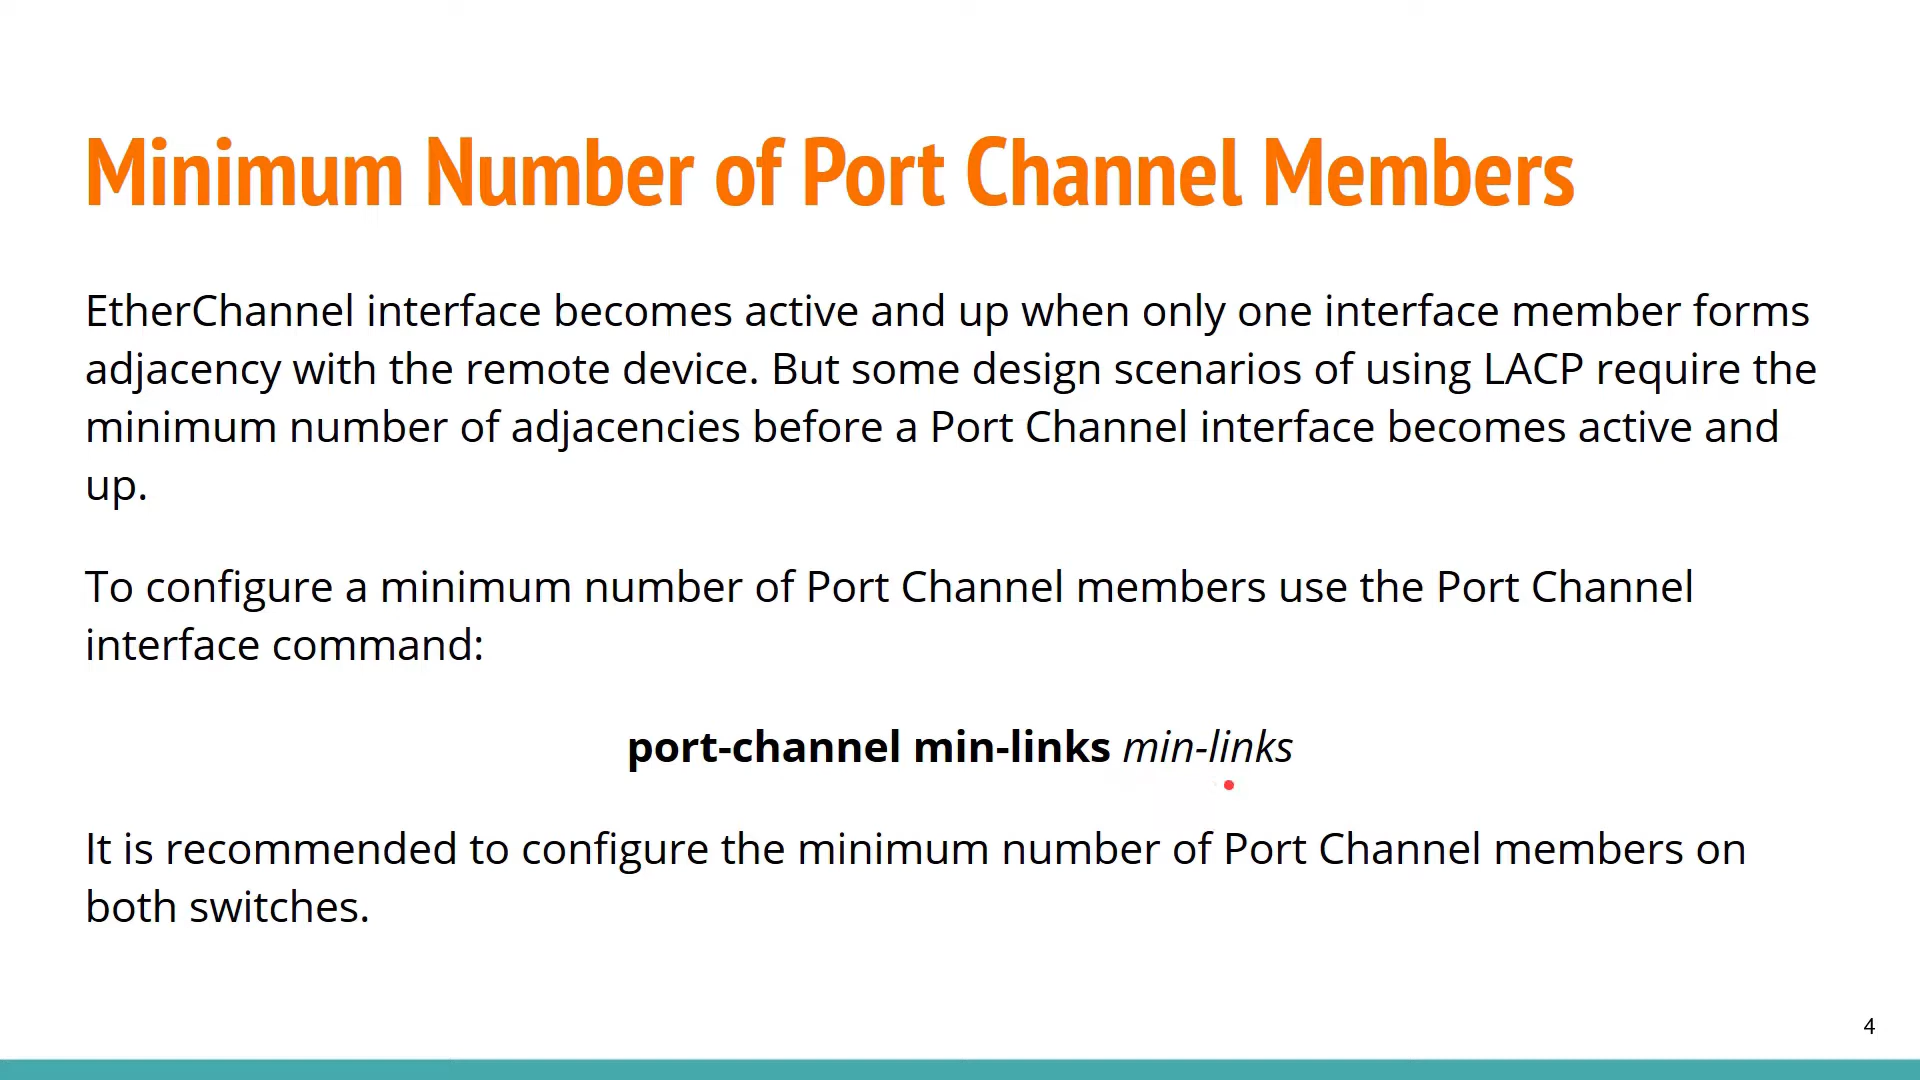 Minimum Number of Port Channel Members
EtherChannel interface becomes active and up when only one interface member forms
adjacency with the remote device. But some design scenarios of using LACP require the
minimum number of adjacencies before a Port Channel interface becomes active and
up.
To configure a minimum number of Port Channel members use the Port Channel
interface command:
port-channel min-links min-links
It is recommended to configure the minimum number of Port Channel members on
both switches.
4